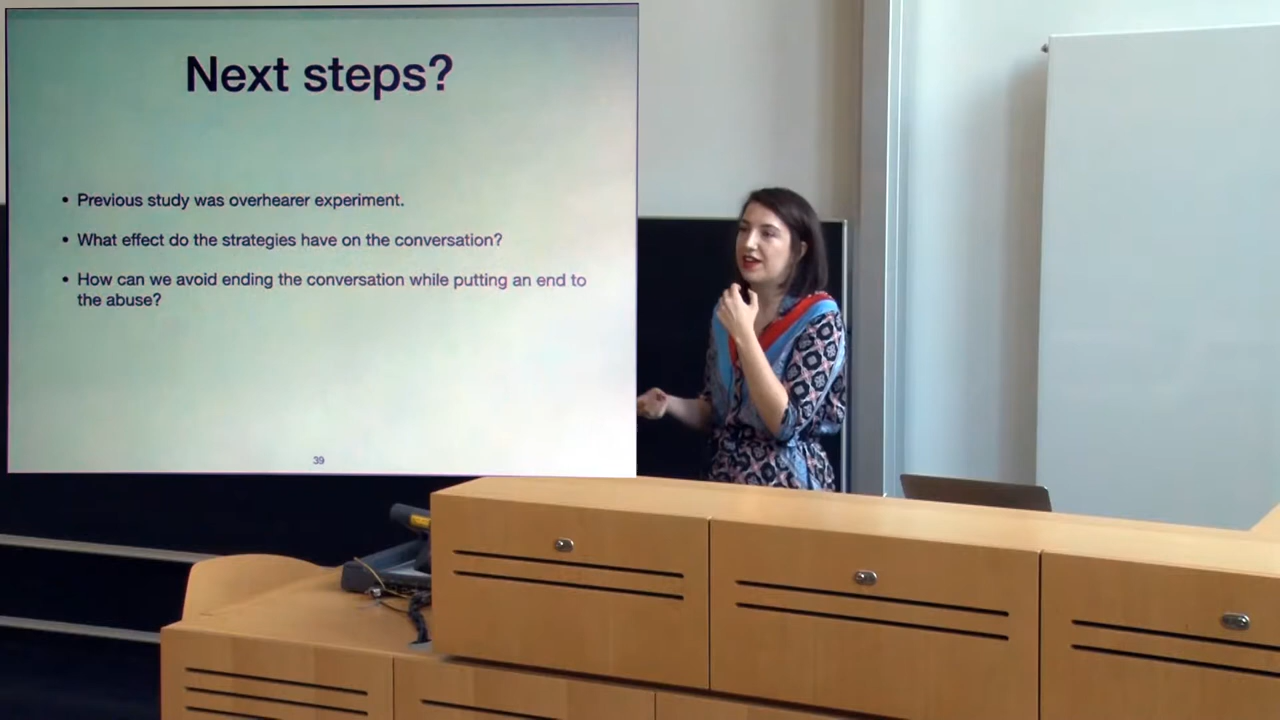 Next steps?
• Previous study was overhearer experiment.
• What effect do the strategies have on the conversation?
• How can we avoid ending the conversation while putting an end to
the abuse?
39